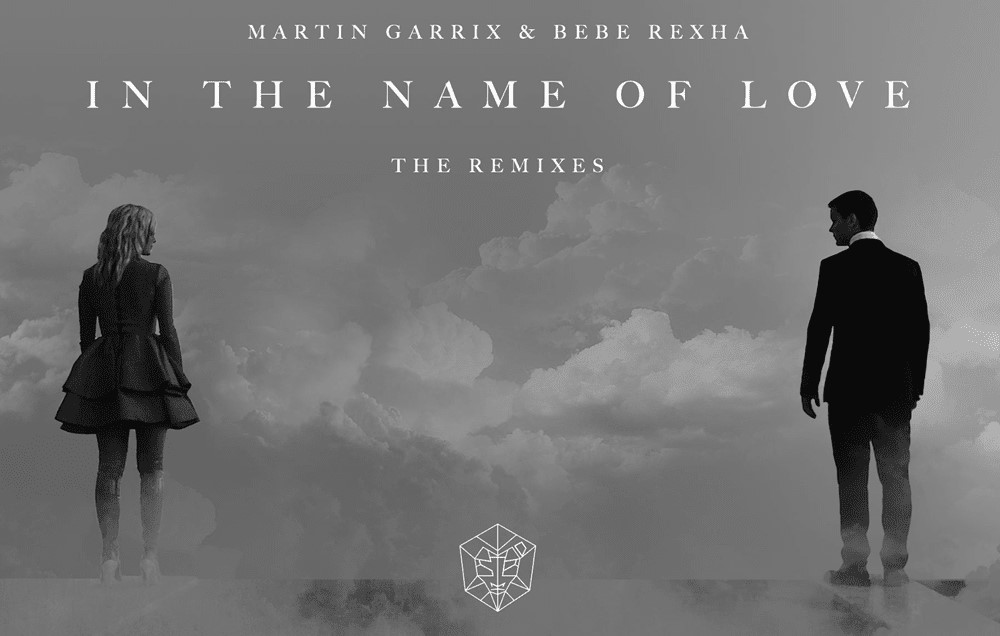 MARTIN GARRIX & BEBE REXHA
IN THE NAME OF LOVE
THE REMIXES